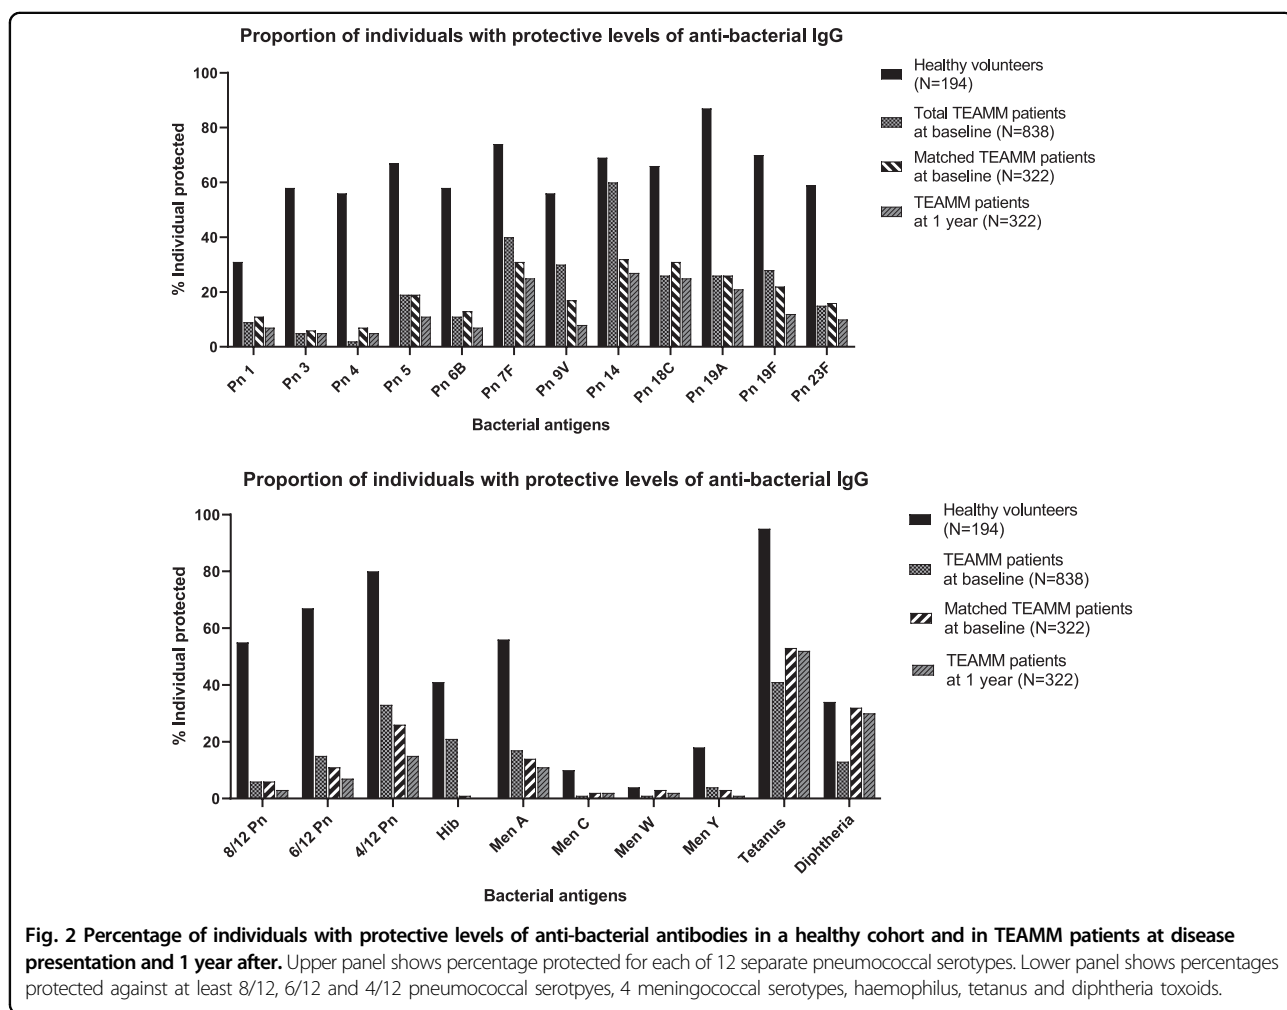 Proportion of individuals with protective levels of anti-bacterial IgG
% Individual protected
100
80
60
40
20
0
Pn 1
Pn 3
Pn 4
Pn 5
Pn 6B
Pn 7F
Pn 9V
Pn 14
Pn 18C
Pn 19A
Pn 19F
Pn 23F
Bacterial antigens
Healthy volunteers
(N=194)
Total TEAMM patients
at baseline (N=838)
Matched TEAMM patients
at baseline (N=322)
TEAMM patients
at 1 year (N=322)
Proportion of individuals with protective levels of anti-bacterial IgG
% Individual protected
100
80
60
40
20
0
8/12 Pn
6/12 Pn
4/12 Pn
Hib
Men A
Men C
Men W
Men Y
Tetanus
Diphtheria
Bacterial antigens
Healthy volunteers
(N=194)
TEAMM patients
at baseline (N=838)
Matched TEAMM patients
at baseline (N=322)
TEAMM patients
at 1 year (N=322)
Fig. 2 Percentage of individuals with protective levels of anti-bacterial antibodies in a healthy cohort and in TEAMM patients at disease
presentation and 1 year after. Upper panel shows percentage protected for each of 12 separate pneumococcal serotypes. Lower panel shows percentages
protected against at least 8/12, 6/12 and 4/12 pneumococcal serotpyes, 4 meningococcal serotypes, haemophilus, tetanus and diphtheria toxoids.